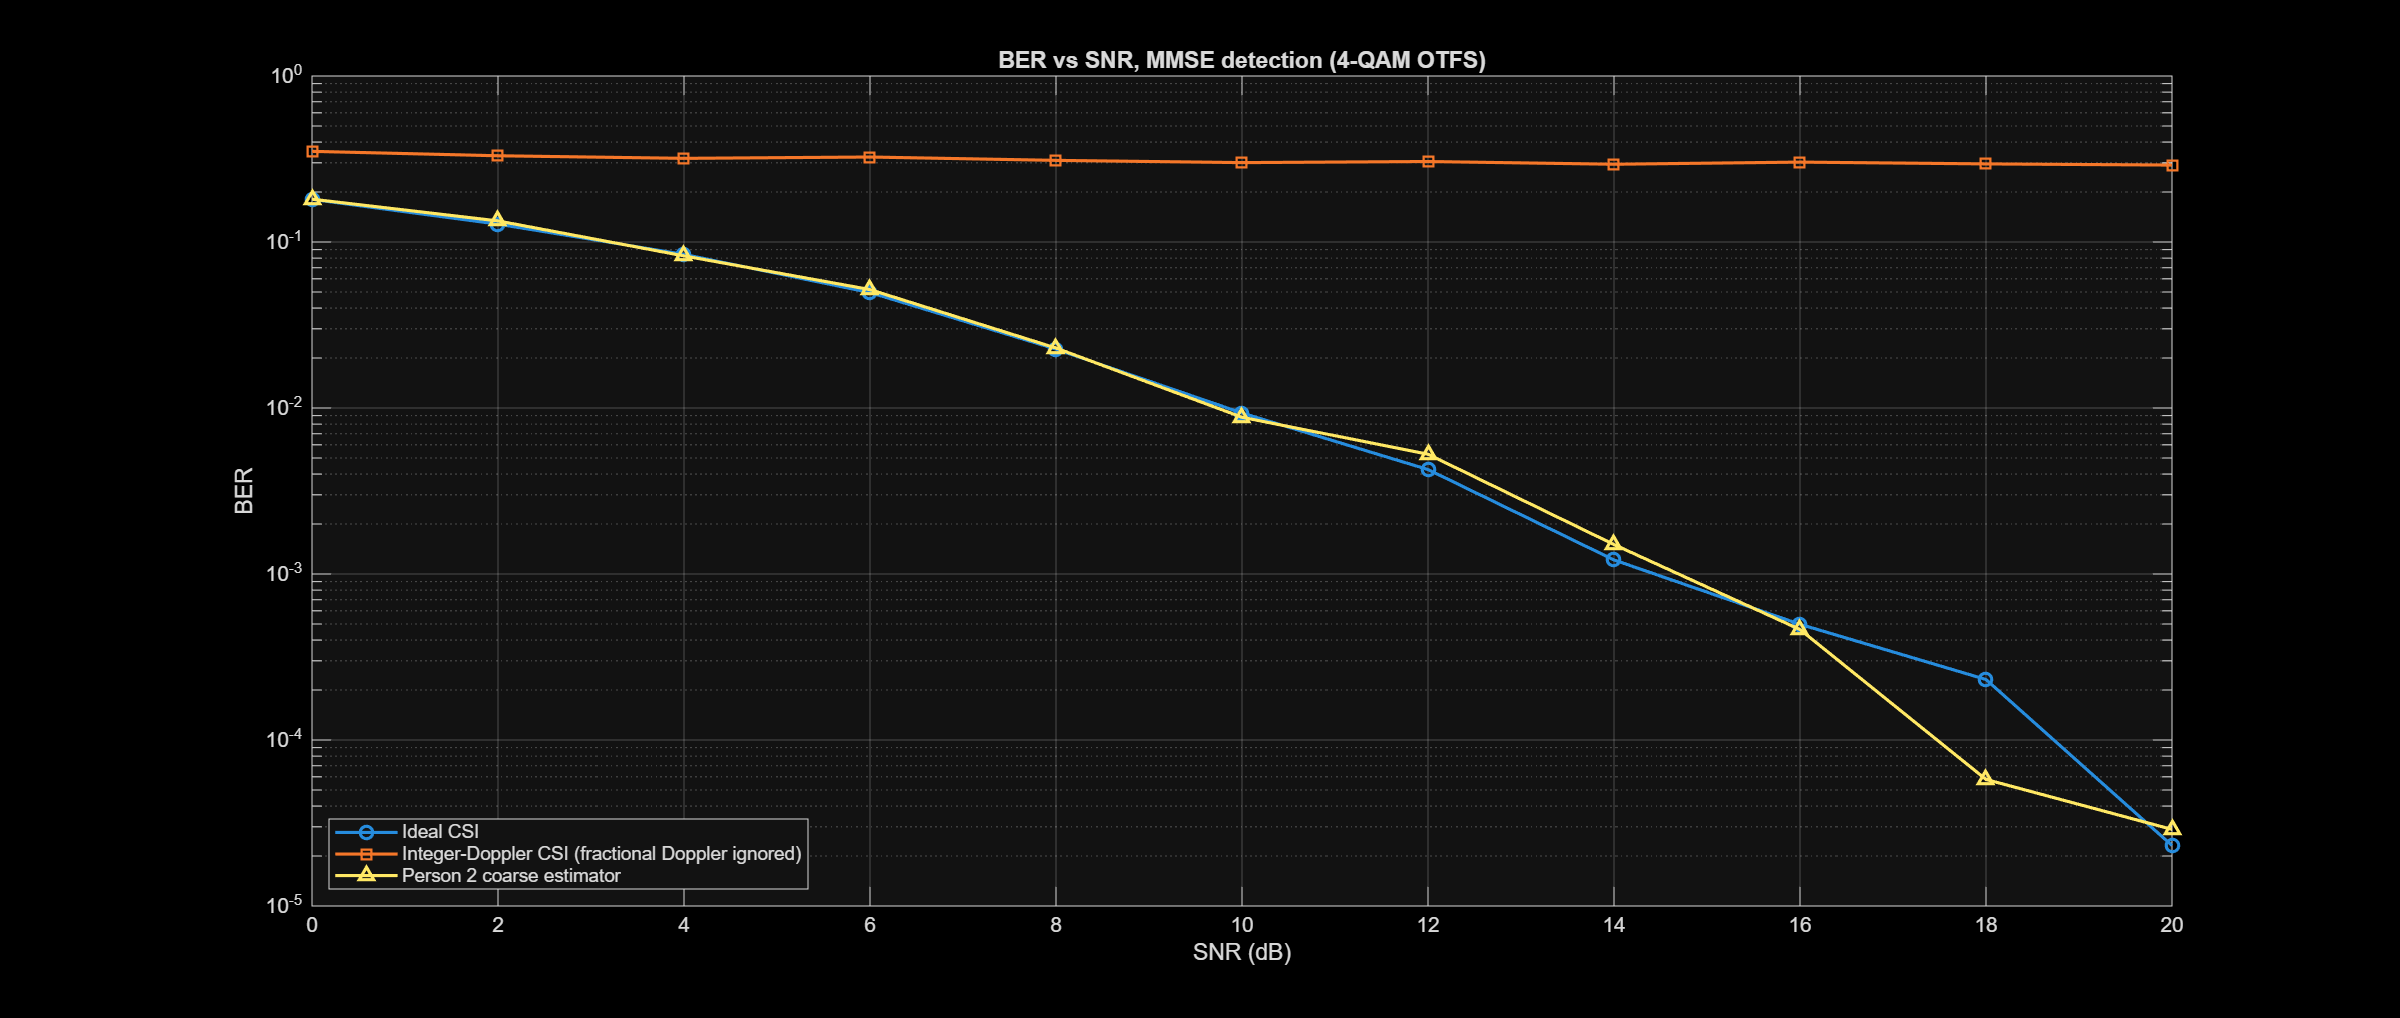 BER vs SNR, MMSE detection (4-QAM OTFS)
10^0
10^-1
10^-2
10^-3
10^-4
10^-5
BER
Ideal CSI
Integer-Doppler CSI (fractional Doppler ignored)
Person 2 coarse estimator
0 2 4 6 8 10 12 14 16 18 20
SNR (dB)